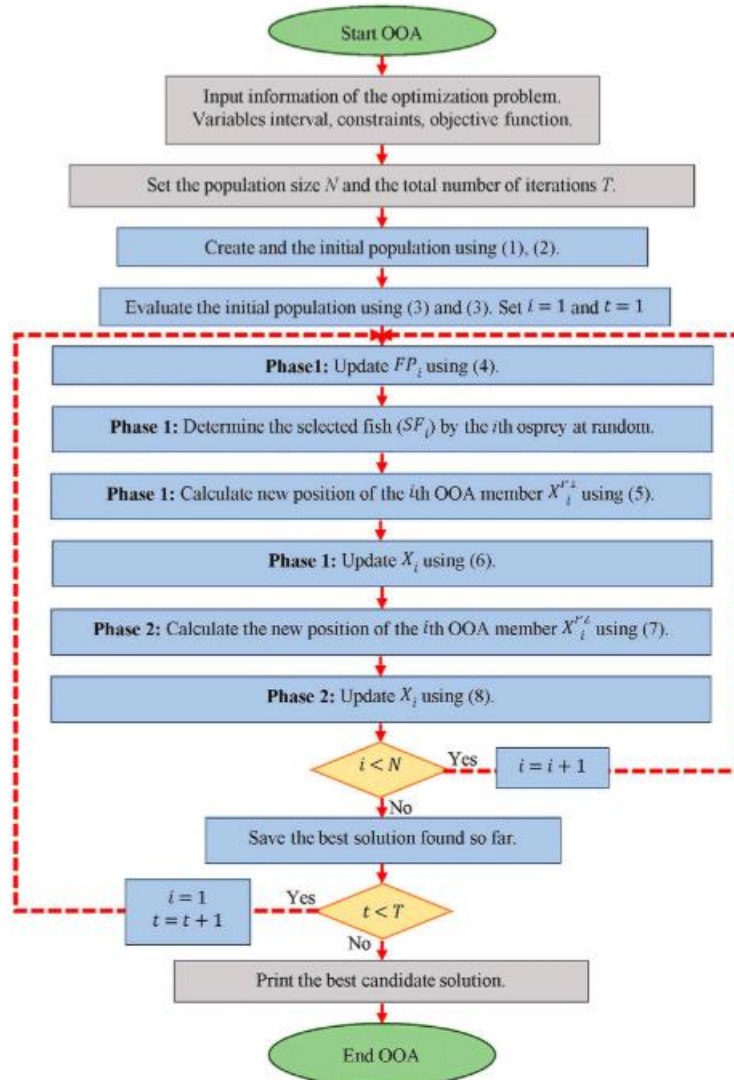 Start OOA
Input information of the optimization problem.
Variables interval, constraints, objective function.
Set the population size N and the total number of iterations T.
Create and the initial population using (1), (2).
Evaluate the initial population using (3) and (3). Set i = 1 and t = 1
Phase1: Update FP_i using (4).
Phase 1: Determine the selected fish (SF_i) by the ith osprey at random.
Phase 1: Calculate new position of the ith OOA member X_i using (5).
Phase 1: Update X_i using (6).
Phase 2: Calculate the new position of the ith OOA member X_i using (7).
Phase 2: Update X_i using (8).
i < N
Yes
i = i + 1
No
Save the best solution found so far.
i = 1
t = t + 1
Yes
t < T
No
Print the best candidate solution.
End OOA